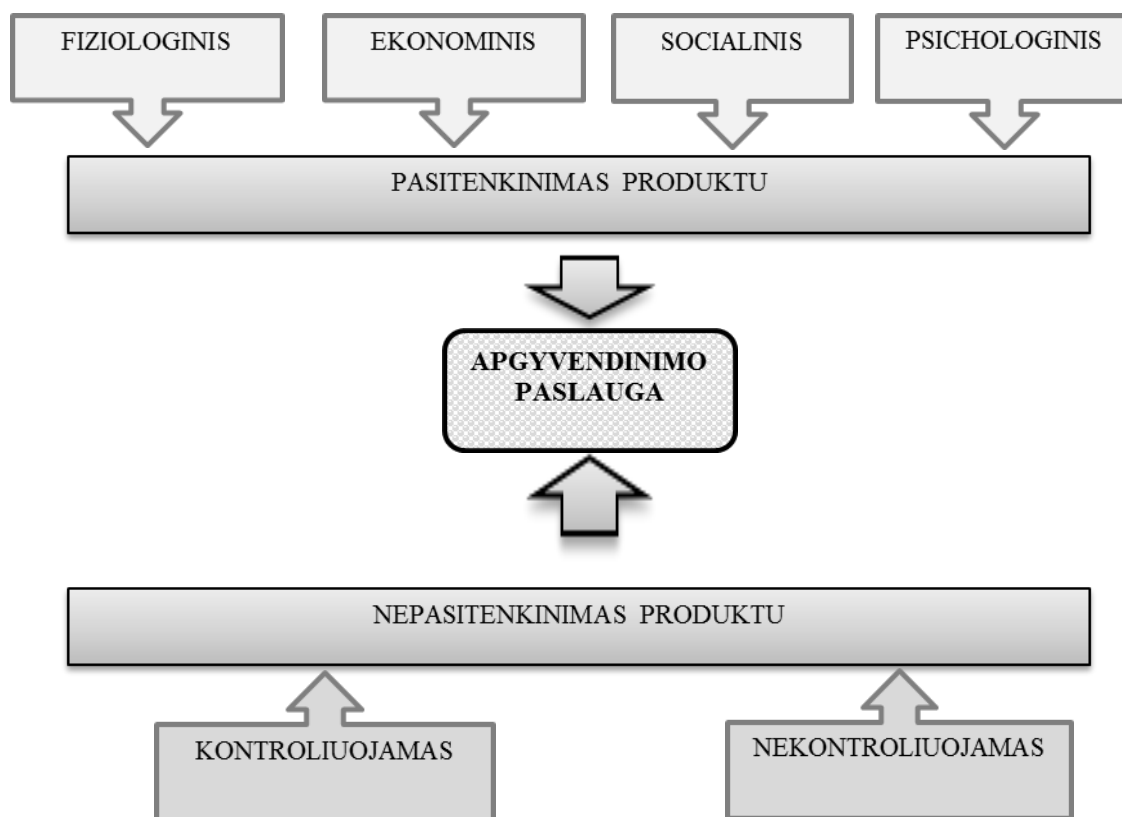 FIZIOLOGINIS
EKONOMINIS
SOCIALINIS
PSICHOLOGINIS
PASITENKINIMAS PRODUKTU
APGYVENDINIMO
PASLAUGA
NEPASITENKINIMAS PRODUKTU
KONTROLIUOJAMAS
NEKONTROLIUOJAMAS